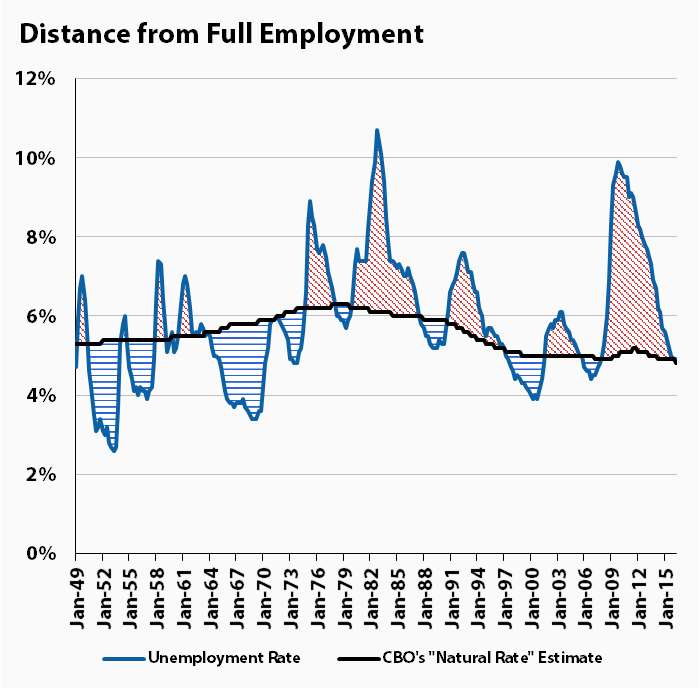 Distance from Full Employment
12%
10%
8%
6%
4%
2%
0%
Jan-49
Jan-52
Jan-55
Jan-58
Jan-61
Jan-64
Jan-67
Jan-70
Jan-73
Jan-76
Jan-79
Jan-82
Jan-85
Jan-88
Jan-91
Jan-94
Jan-97
Jan-00
Jan-03
Jan-06
Jan-09
Jan-12
Jan-15
Unemployment Rate
CBO's "Natural Rate" Estimate